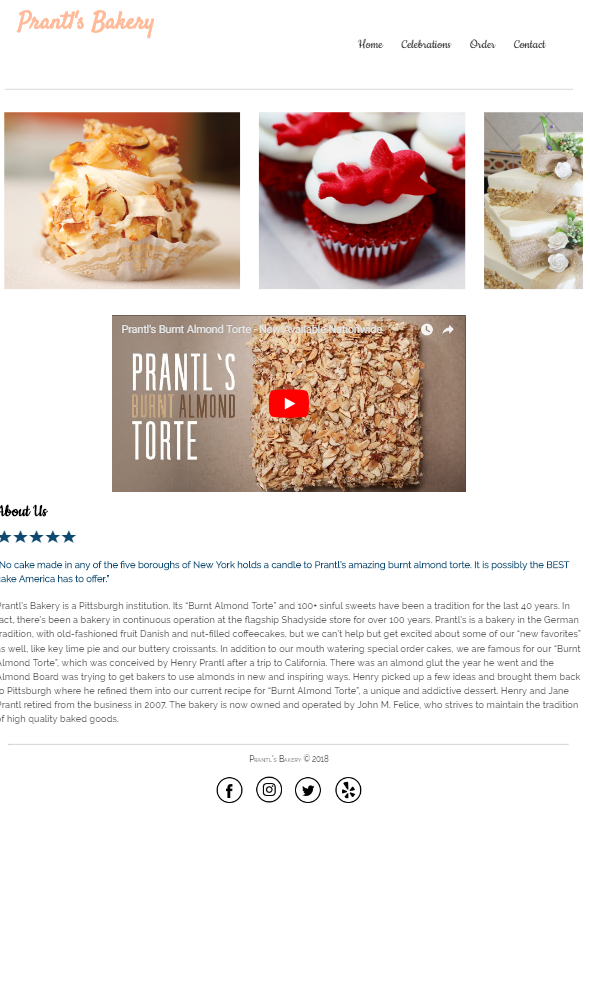 Prantl's Bakery
Home Celebrations Order Contact
Prantl's Burnt Almond Torte - Now Available Nationwide
PRANTL'S
BURNT ALMOND
TORTE
About Us
No cake made in any of the five boroughs of New York holds a candle to Prantl's amazing burnt almond torte. It is possibly the BEST
cake America has to offer."
Prantl's Bakery is a Pittsburgh institution. Its "Burnt Almond Torte" and 100+ sinful sweets have been a tradition for the last 40 years. In
fact, there's been a bakery in continuous operation at the flagship Shadyside store for over 100 years. Prantl's is a bakery in the German
tradition, with old-fashioned fruit Danish and nut-filled coffeecakes, but we can't help but get excited about some of our "new favorites"
as well, like key lime pie and our buttery croissants. In addition to our mouth watering special order cakes, we are famous for our "Burnt
Almond Torte", which was conceived by Henry Prantl after a trip to California. There was an almond glut the year he went and the
Almond Board was trying to get bakers to use almonds in new and inspiring ways. Henry picked up a few ideas and brought them back
to Pittsburgh where he refined them into our current recipe for "Burnt Almond Torte", a unique and addictive dessert. Henry and Jane
Prantl retired from the business in 2007. The bakery is now owned and operated by John M. Felice, who strives to maintain the tradition
of high quality baked goods.
Prantl's Bakery © 2018